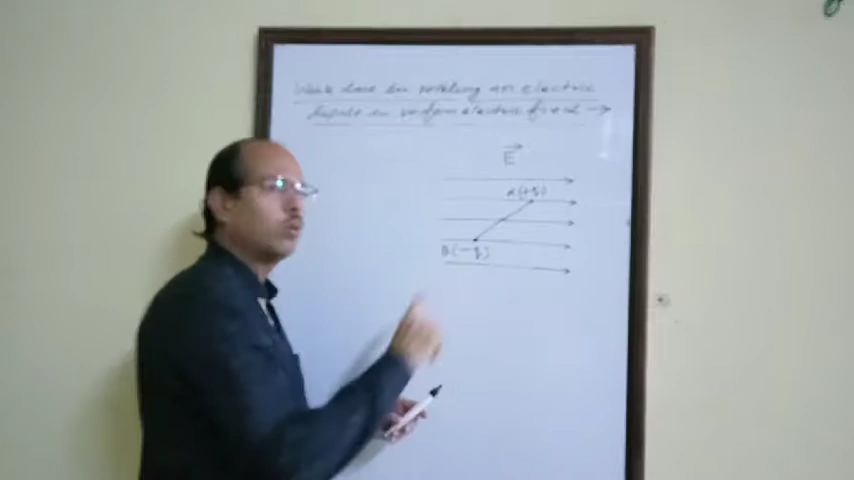 Work done in rotating an electric
dipole in uniform electric field →
E
A(+q)
B(-q)